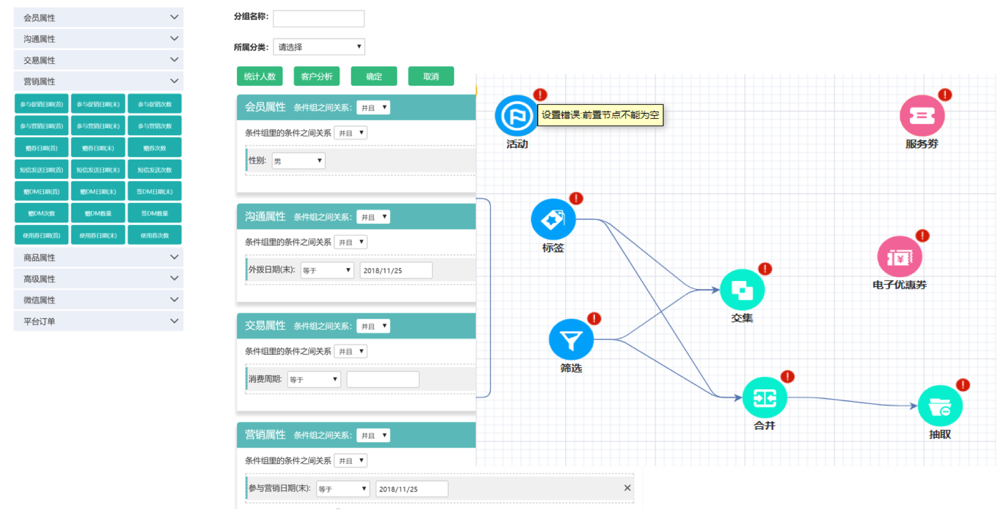 会员属性
沟通属性
交易属性
营销属性
参与促销日期(首) 参与促销日期(末) 参与促销次数
参与营销日期(首) 参与营销日期(末) 参与营销次数
赠券日期(首) 赠券日期(末) 赠券次数
短信发送日期(首) 短信发送日期(末) 短信发送次数
赠DM日期(首) 赠DM日期(末) 签DM日期(末)
赠DM次数 赠DM数量 签DM数量
使用券日期(首) 使用券日期(末) 使用券次数
商品属性
高级属性
微信属性
平台订单
分组名称:
所属分类: 请选择
统计人数 客户分析 确定 取消
会员属性 条件组之间关系: 并且
条件组里的条件之间关系 并且
性别: 男
沟通属性 条件组之间关系: 并且
条件组里的条件之间关系 并且
外拨日期(末): 等于 2018/11/25
交易属性 条件组之间关系: 并且
条件组里的条件之间关系 并且
消费周期: 等于
营销属性 条件组之间关系: 并且
条件组里的条件之间关系 并且
参与营销日期(末): 等于 2018/11/25
设置错误:前置节点不能为空
活动
服务券
标签
电子优惠券
交集
筛选
合并
抽取